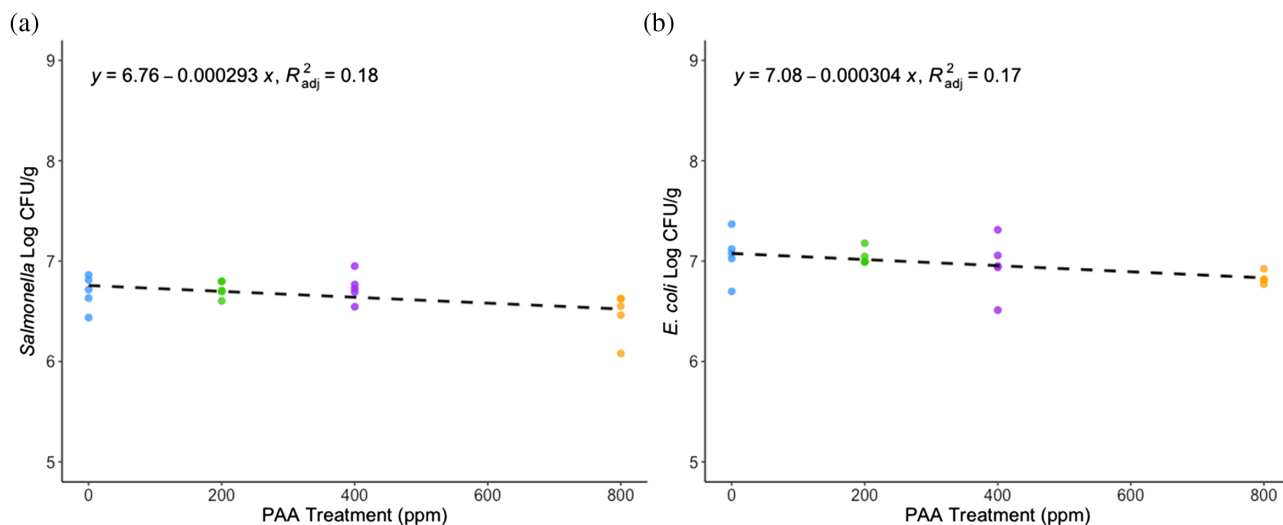 (a)
y = 6.76 – 0.000293 x, R²adj = 0.18
9
8
7
6
5
Salmonella Log CFU/g
0 200 400 600 800
PAA Treatment (ppm)
(b)
y = 7.08 – 0.000304 x, R²adj = 0.17
9
8
7
6
5
E. coli Log CFU/g
0 200 400 600 800
PAA Treatment (ppm)